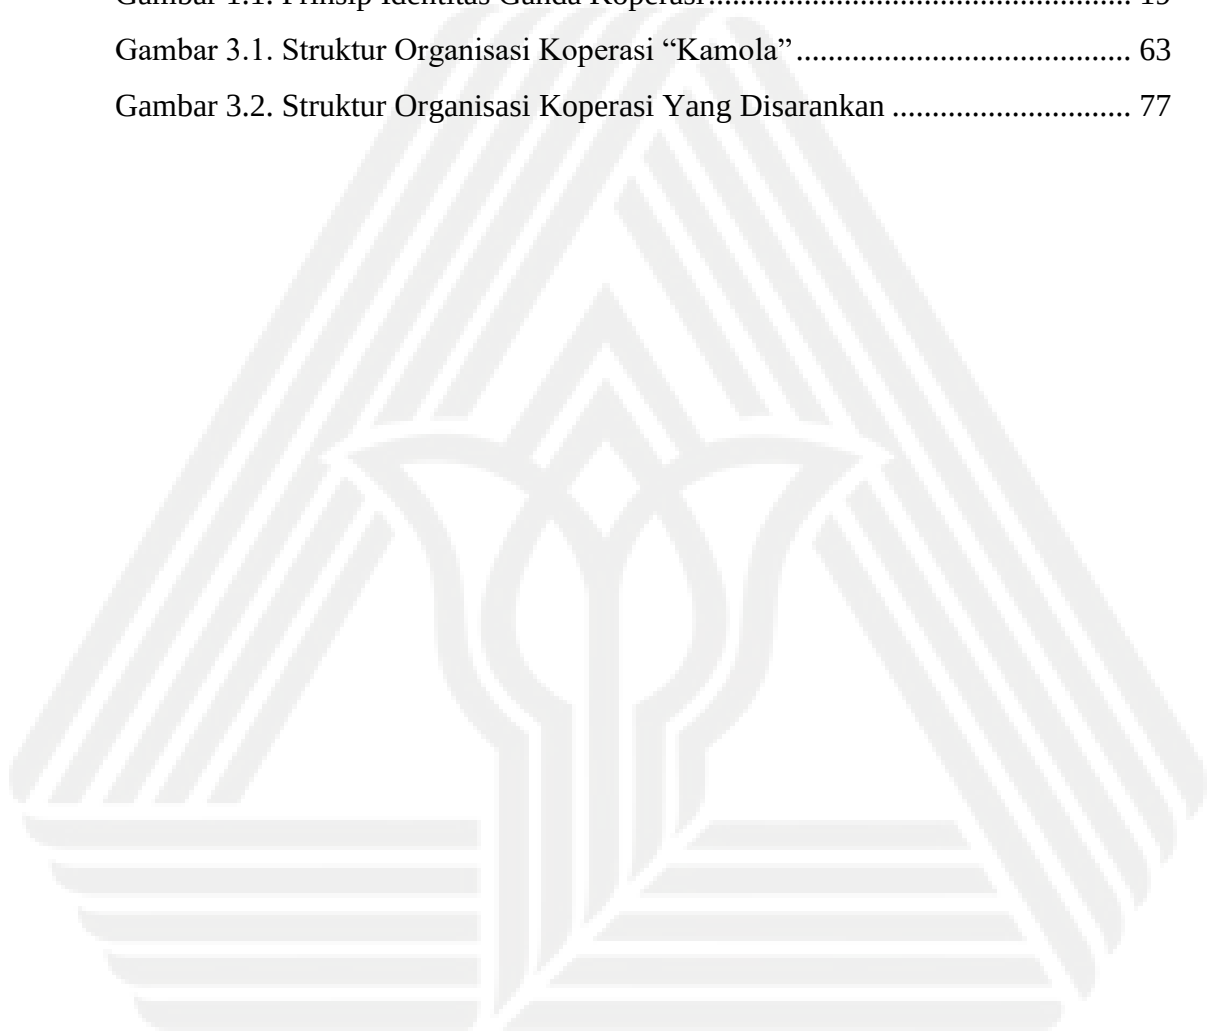 Gambar 1.1. Prinsip Identitas Ganda Koperasi..................................................... 19
Gambar 3.1. Struktur Organisasi Koperasi “Kamola”.......................................... 63
Gambar 3.2. Struktur Organisasi Koperasi Yang Disarankan .............................. 77